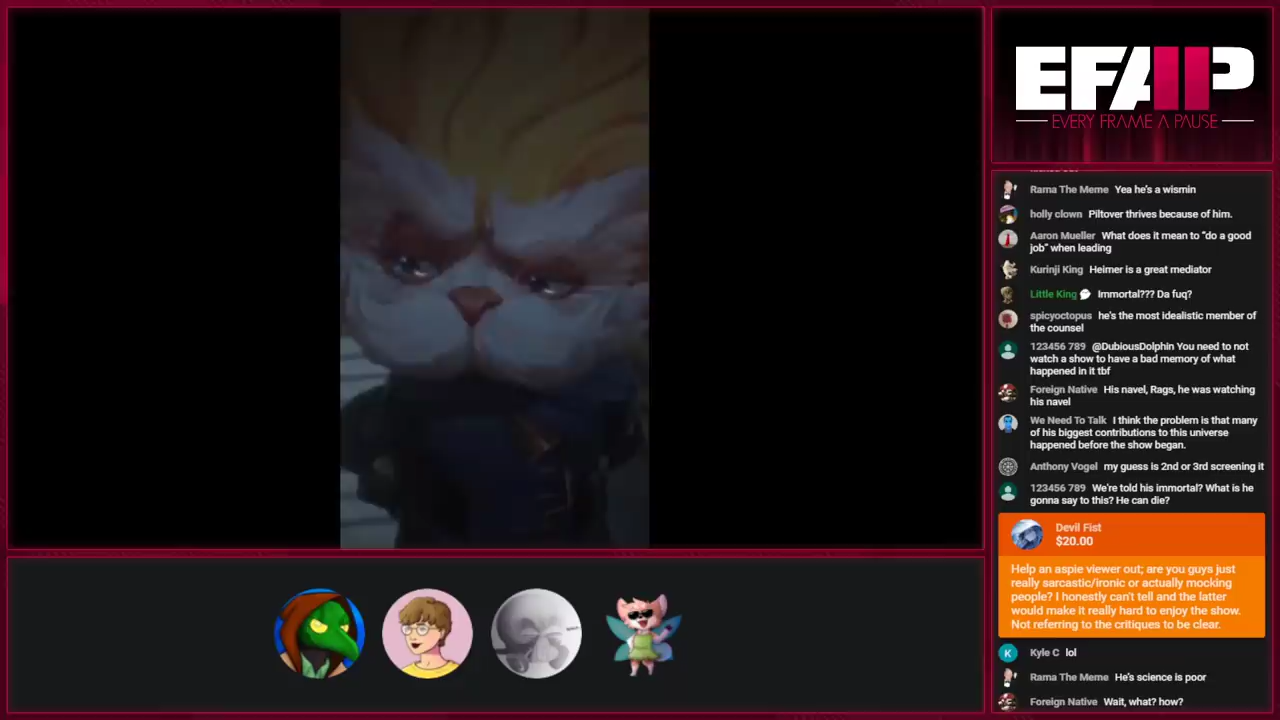 EFAP
EVERY FRAME A PAUSE
Rama The Meme Yea he's a wismin
holly clown Piltover thrives because of him.
Aaron Mueller What does it mean to "do a good
job" when leading
Kurinji King Heimer is a great mediator
Little King Immortal??? Da fuq?
spicyoctopus he's the most idealistic member of
the counsel
123456 789 @DubiousDolphin You need to not
watch a show to have a bad memory of what
happened in it tbf
Foreign Native His navel, Rags, he was watching
his navel
We Need To Talk I think the problem is that many
of his biggest contributions to this universe
happened before the show began.
Anthony Vogel my guess is 2nd or 3rd screening it
123456 789 We're told his immortal? What is he
gonna say to this? He can die?
Devil Fist
$20.00
Help an aspie viewer out; are you guys just
really sarcastic/ironic or actually mocking
people? I honestly can't tell and the latter
would make it really hard to enjoy the show.
Not referring to the critiques to be clear.
K Kyle C lol
Rama The Meme He's science is poor
Foreign Native Wait, what? how?